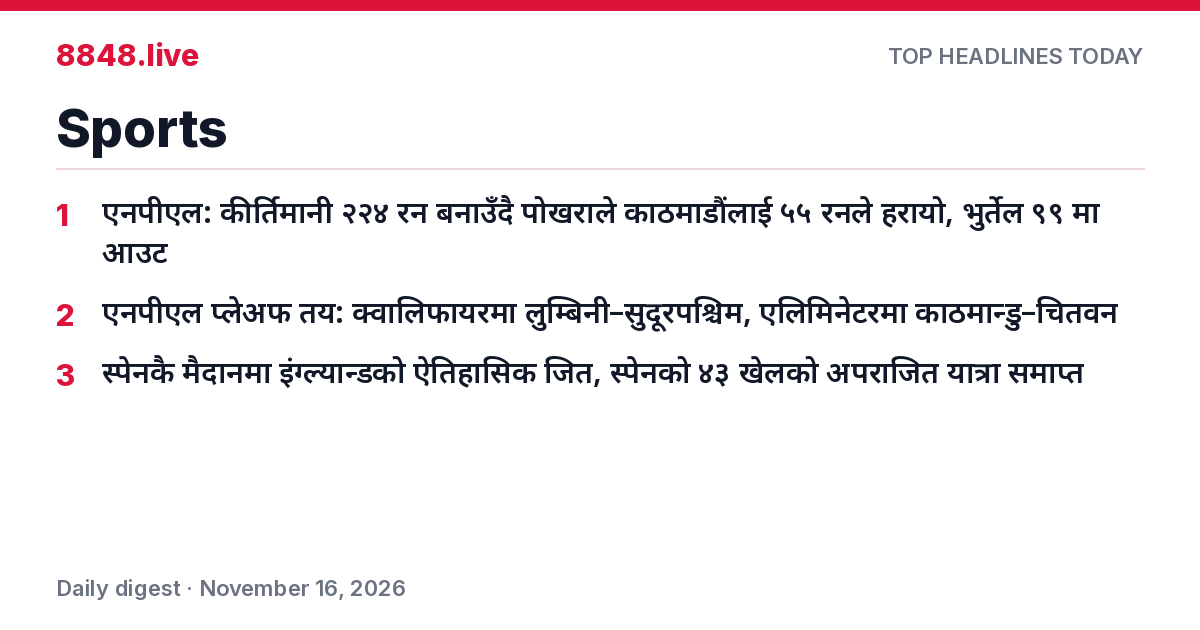 8848.live
TOP HEADLINES TODAY
Sports
1 एनपीएल: कीर्तिमानी २२४ रन बनाउँदै पोखराले काठमाडौंलाई ५५ रनले हरायो, भुर्तेल ९९ मा
आउट
2 एनपीएल प्लेअफ तय: क्वालिफायरमा लुम्बिनी–सुदूरपश्चिम, एलिमिनेटरमा काठमान्डु–चितवन
3 स्पेनकै मैदानमा इंग्ल्यान्डको ऐतिहासिक जित, स्पेनको ४३ खेलको अपराजित यात्रा समाप्त
Daily digest · November 16, 2026